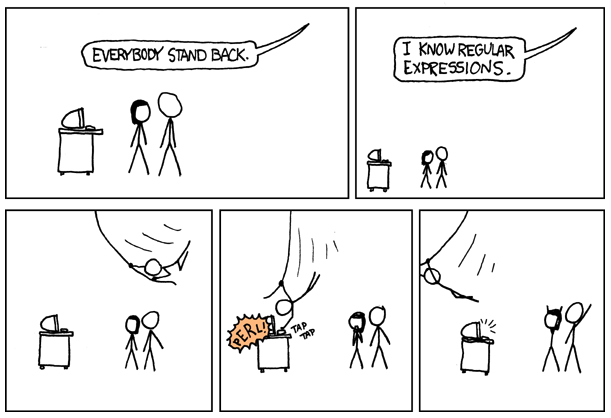 EVERYBODY STAND BACK.
I KNOW REGULAR
EXPRESSIONS.
PERL!
TAP
TAP